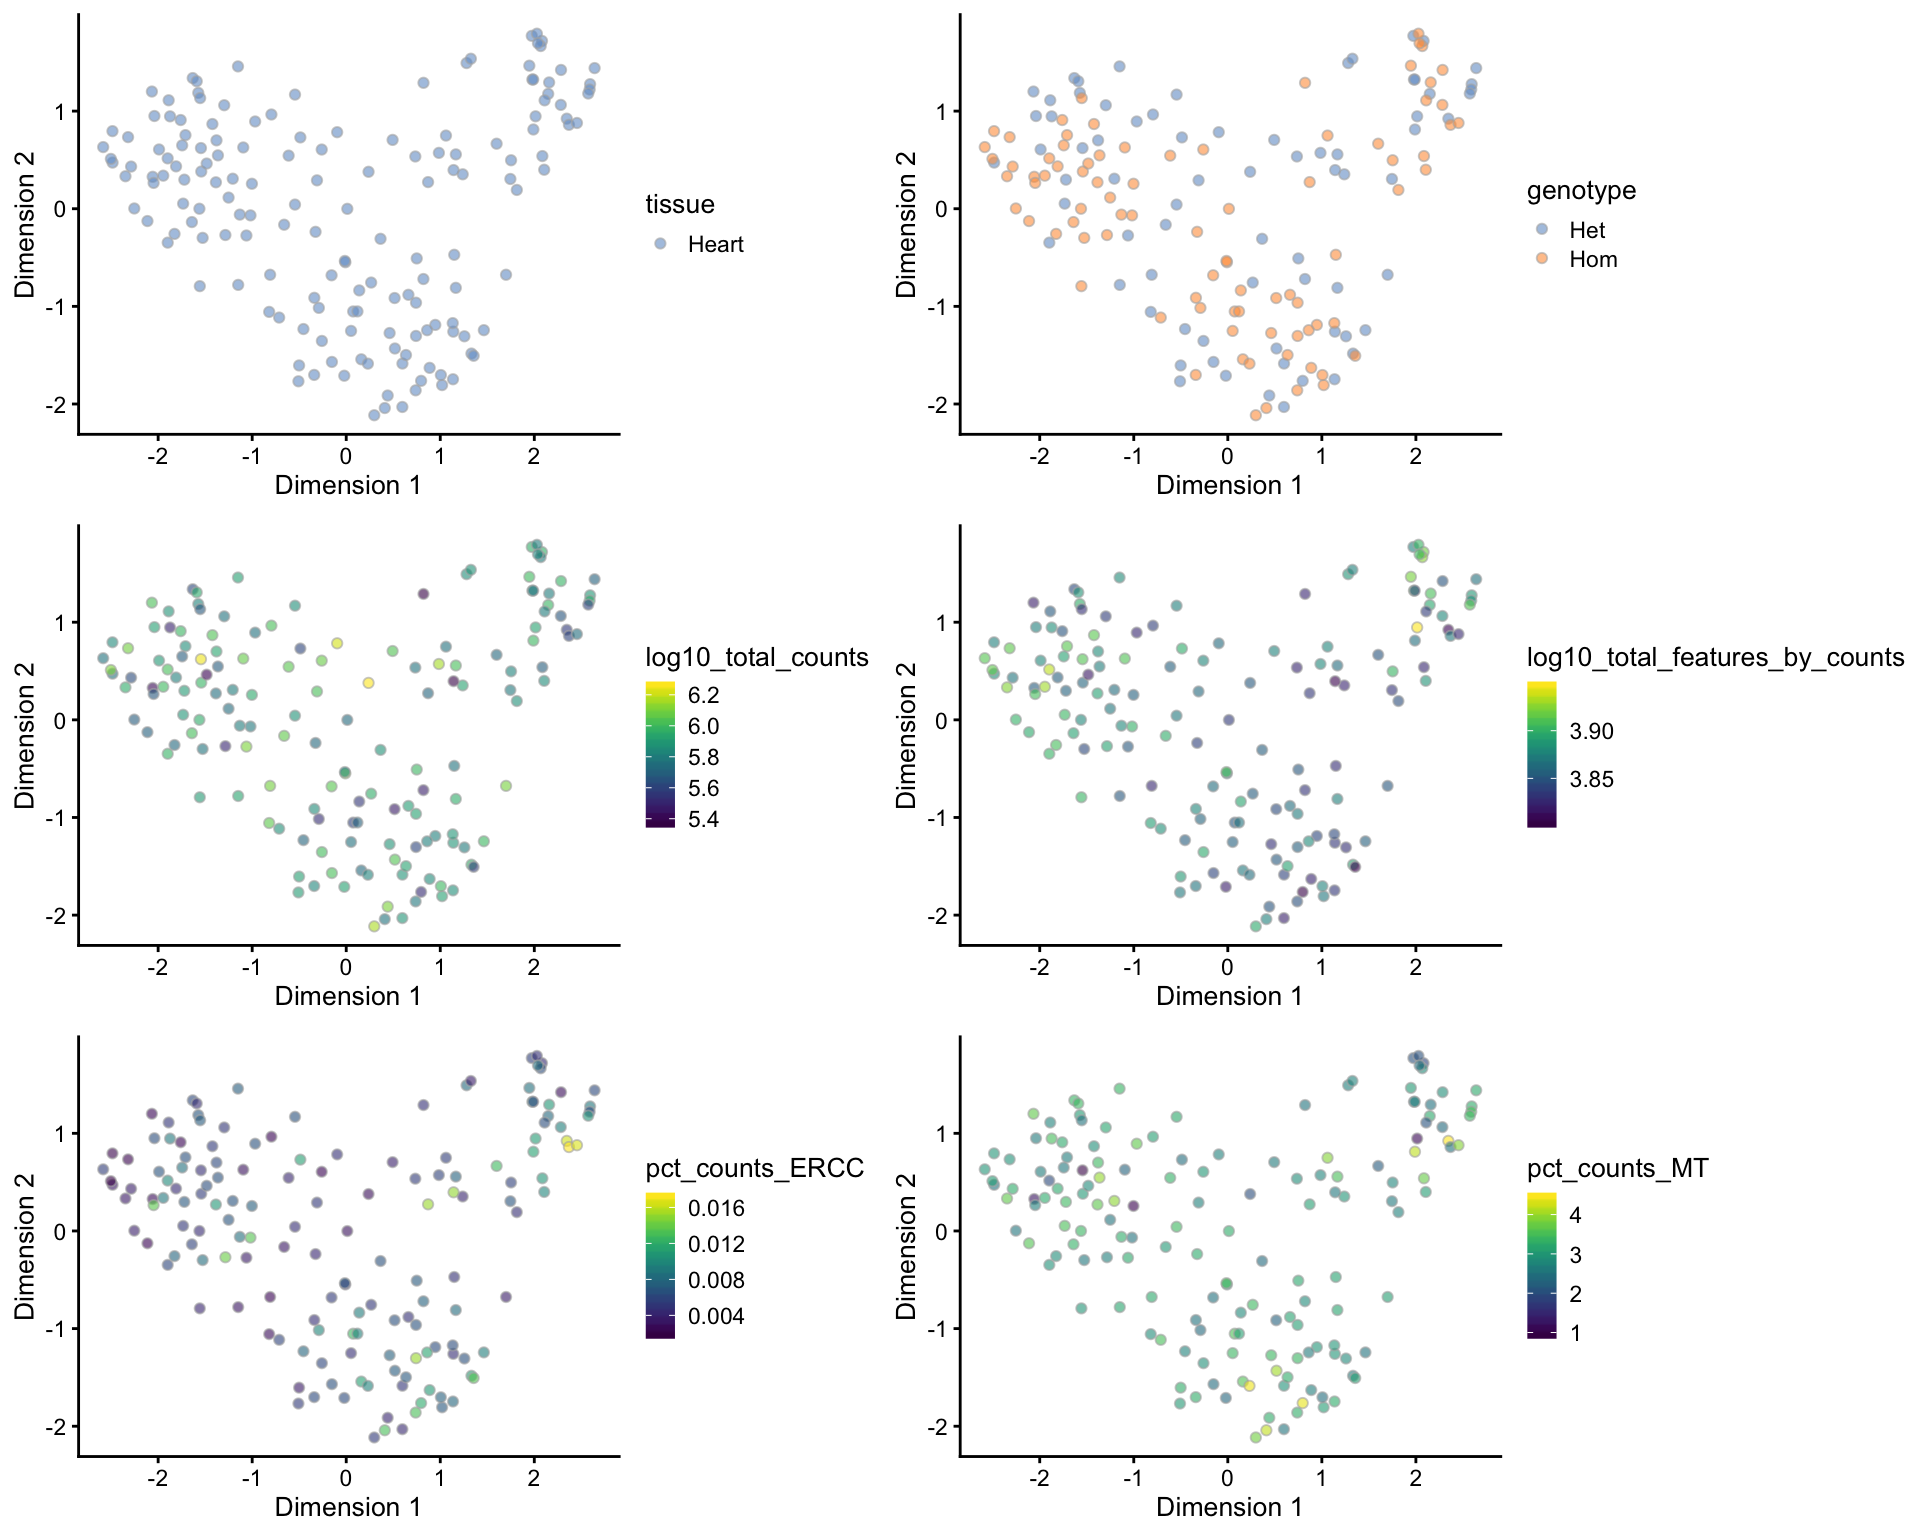 Dimension 2
1
0
-1
-2
-2 -1 0 1 2
Dimension 1
tissue
Heart
Dimension 2
1
0
-1
-2
-2 -1 0 1 2
Dimension 1
genotype
Het
Hom
Dimension 2
1
0
-1
-2
-2 -1 0 1 2
Dimension 1
log10_total_counts
6.2
6.0
5.8
5.6
5.4
Dimension 2
1
0
-1
-2
-2 -1 0 1 2
Dimension 1
log10_total_features_by_counts
3.90
3.85
Dimension 2
1
0
-1
-2
-2 -1 0 1 2
Dimension 1
pct_counts_ERCC
0.016
0.012
0.008
0.004
Dimension 2
1
0
-1
-2
-2 -1 0 1 2
Dimension 1
pct_counts_MT
4
3
2
1